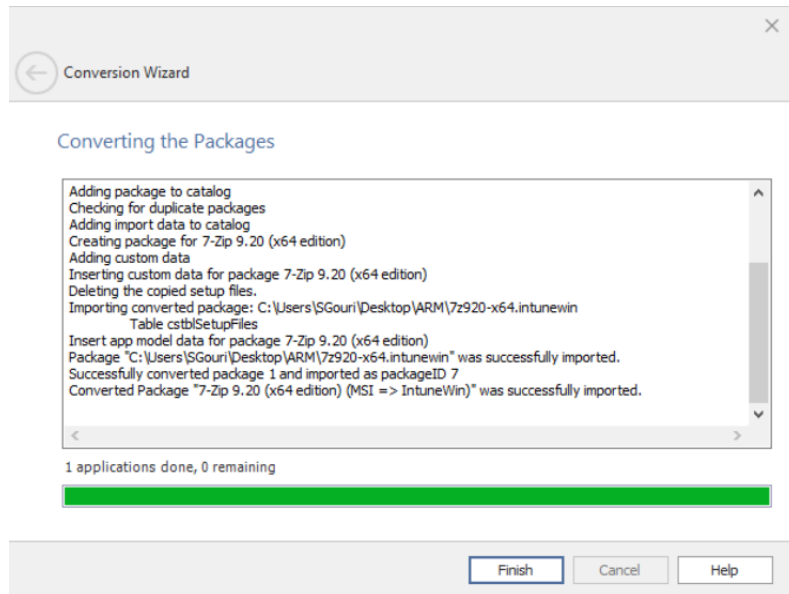 Conversion Wizard
Converting the Packages
Adding package to catalog
Checking for duplicate packages
Adding import data to catalog
Creating package for 7-Zip 9.20 (x64 edition)
Adding custom data
Inserting custom data for package 7-Zip 9.20 (x64 edition)
Deleting the copied setup files.
Importing converted package: C:\Users\SGouri\Desktop\ARM\7z920-x64.intunewin
Table cstblSetupFiles
Insert app model data for package 7-Zip 9.20 (x64 edition)
Package "C:\Users\SGouri\Desktop\ARM\7z920-x64.intunewin" was successfully imported.
Successfully converted package 1 and imported as packageID 7
Converted Package "7-Zip 9.20 (x64 edition) (MSI => IntuneWin)" was successfully imported.
1 applications done, 0 remaining
Finish Cancel Help